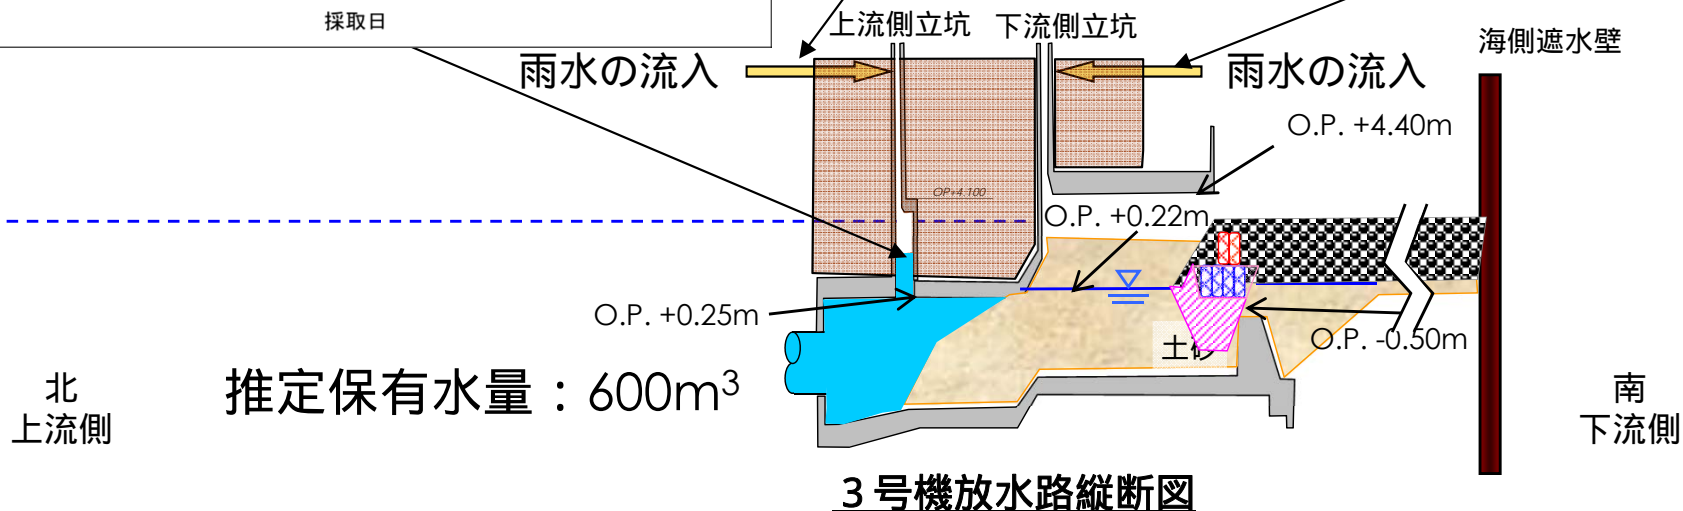 採取日
上流側立坑
下流側立坑
海側遮水壁
雨水の流入
雨水の流入
O.P. +4.40m
OP+4.100
O.P. +0.22m
O.P. +0.25m
土砂
O.P. -0.50m
北
上流側
推定保有水量：600m³
南
下流側
３号機放水路縦断図